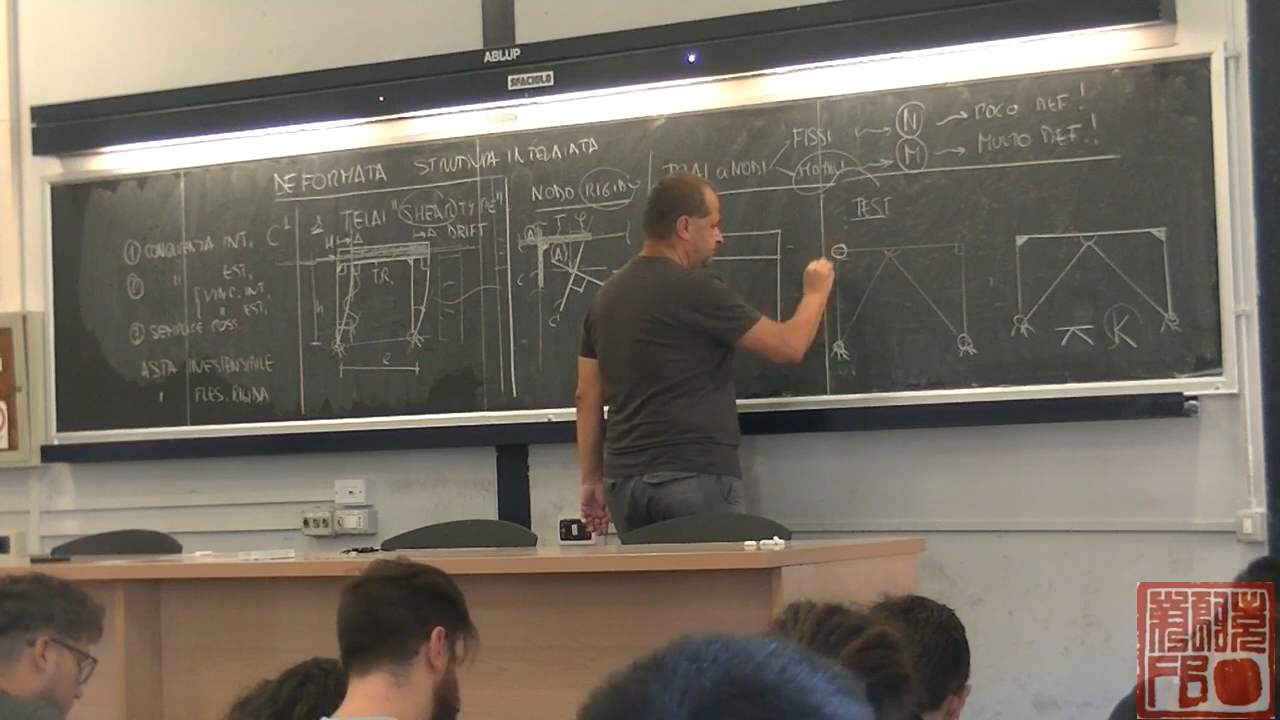 ABLUP
SPACIOLO
DEFORMATA STRUTTURA INTELAIATA
① CONGRUENZA INT.
" EST.
VINC. INT.
" EST.
② SEMPLICE POSS.
ASTA INESTENSIBILE
" FLES. RIGIDA
C¹
TELAI "SHEAR TYPE"
Δ
Δ DRIFT
T.R.
h
ℓ
NODO RIGIDO
A
A
C
C'
TELAI a NODI
FISSI
MOBILI
N → POCO DEF!
M → MOLTO DEF!
TEST
K
FBO